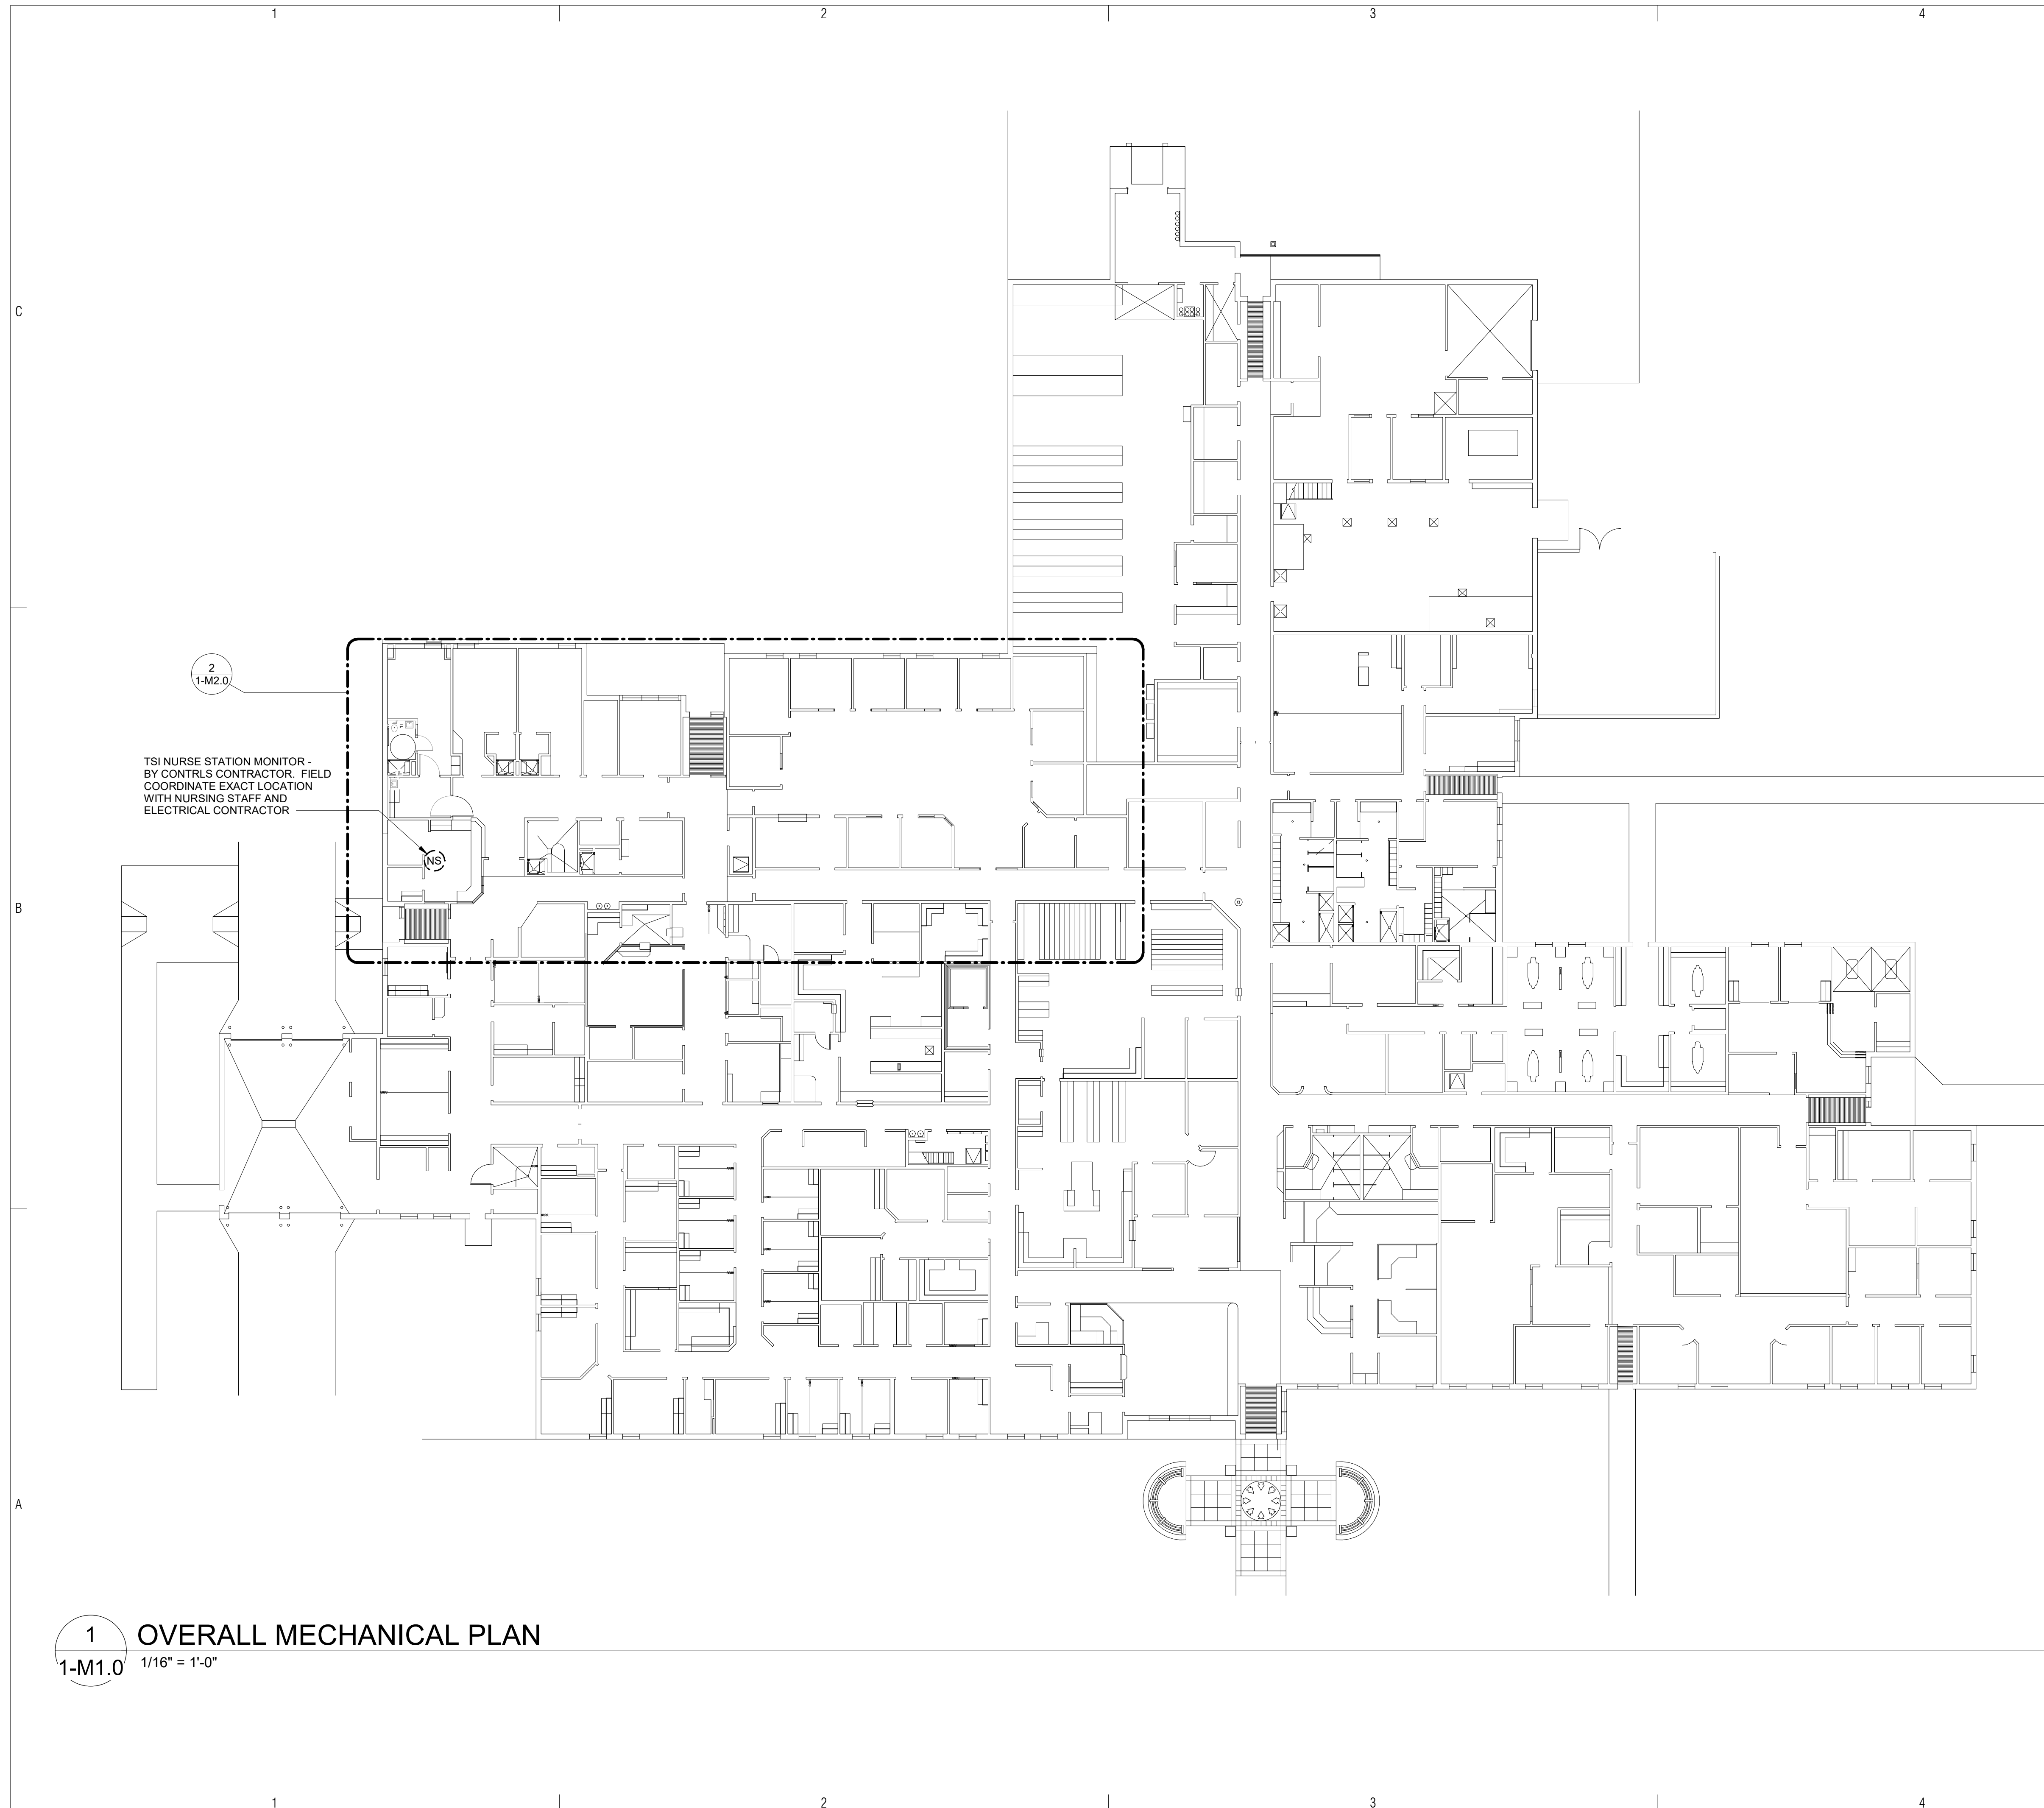 1 2 3 4
C
2
1-M2.0
TSI NURSE STATION MONITOR -
BY CONTRLS CONTRACTOR. FIELD
COORDINATE EXACT LOCATION
WITH NURSING STAFF AND
ELECTRICAL CONTRACTOR
NS
B
A
1
1-M1.0
OVERALL MECHANICAL PLAN
1/16" = 1'-0"
1 2 3 4